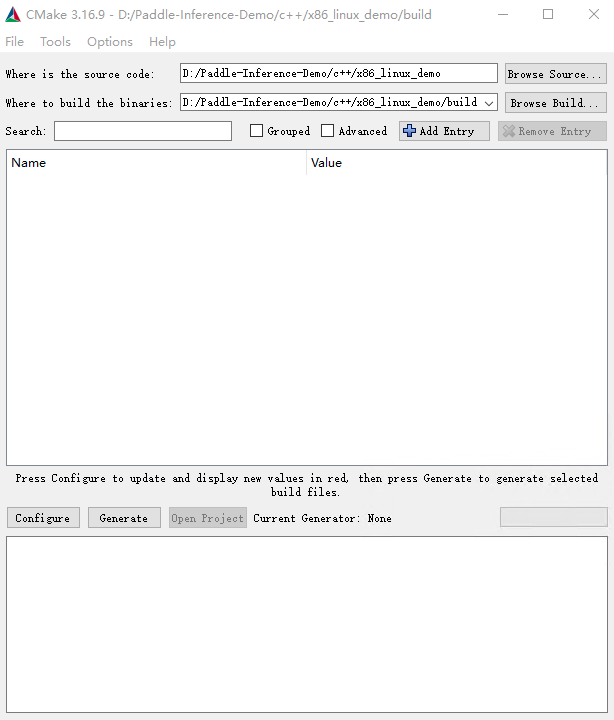 CMake 3.16.9 - D:/Paddle-Inference-Demo/c++/x86_linux_demo/build
File Tools Options Help
Where is the source code: D:/Paddle-Inference-Demo/c++/x86_linux_demo Browse Source...
Where to build the binaries: D:/Paddle-Inference-Demo/c++/x86_linux_demo/build Browse Build...
Search: Grouped Advanced Add Entry Remove Entry
Name Value
Press Configure to update and display new values in red, then press Generate to generate selected
build files.
Configure Generate Open Project Current Generator: None